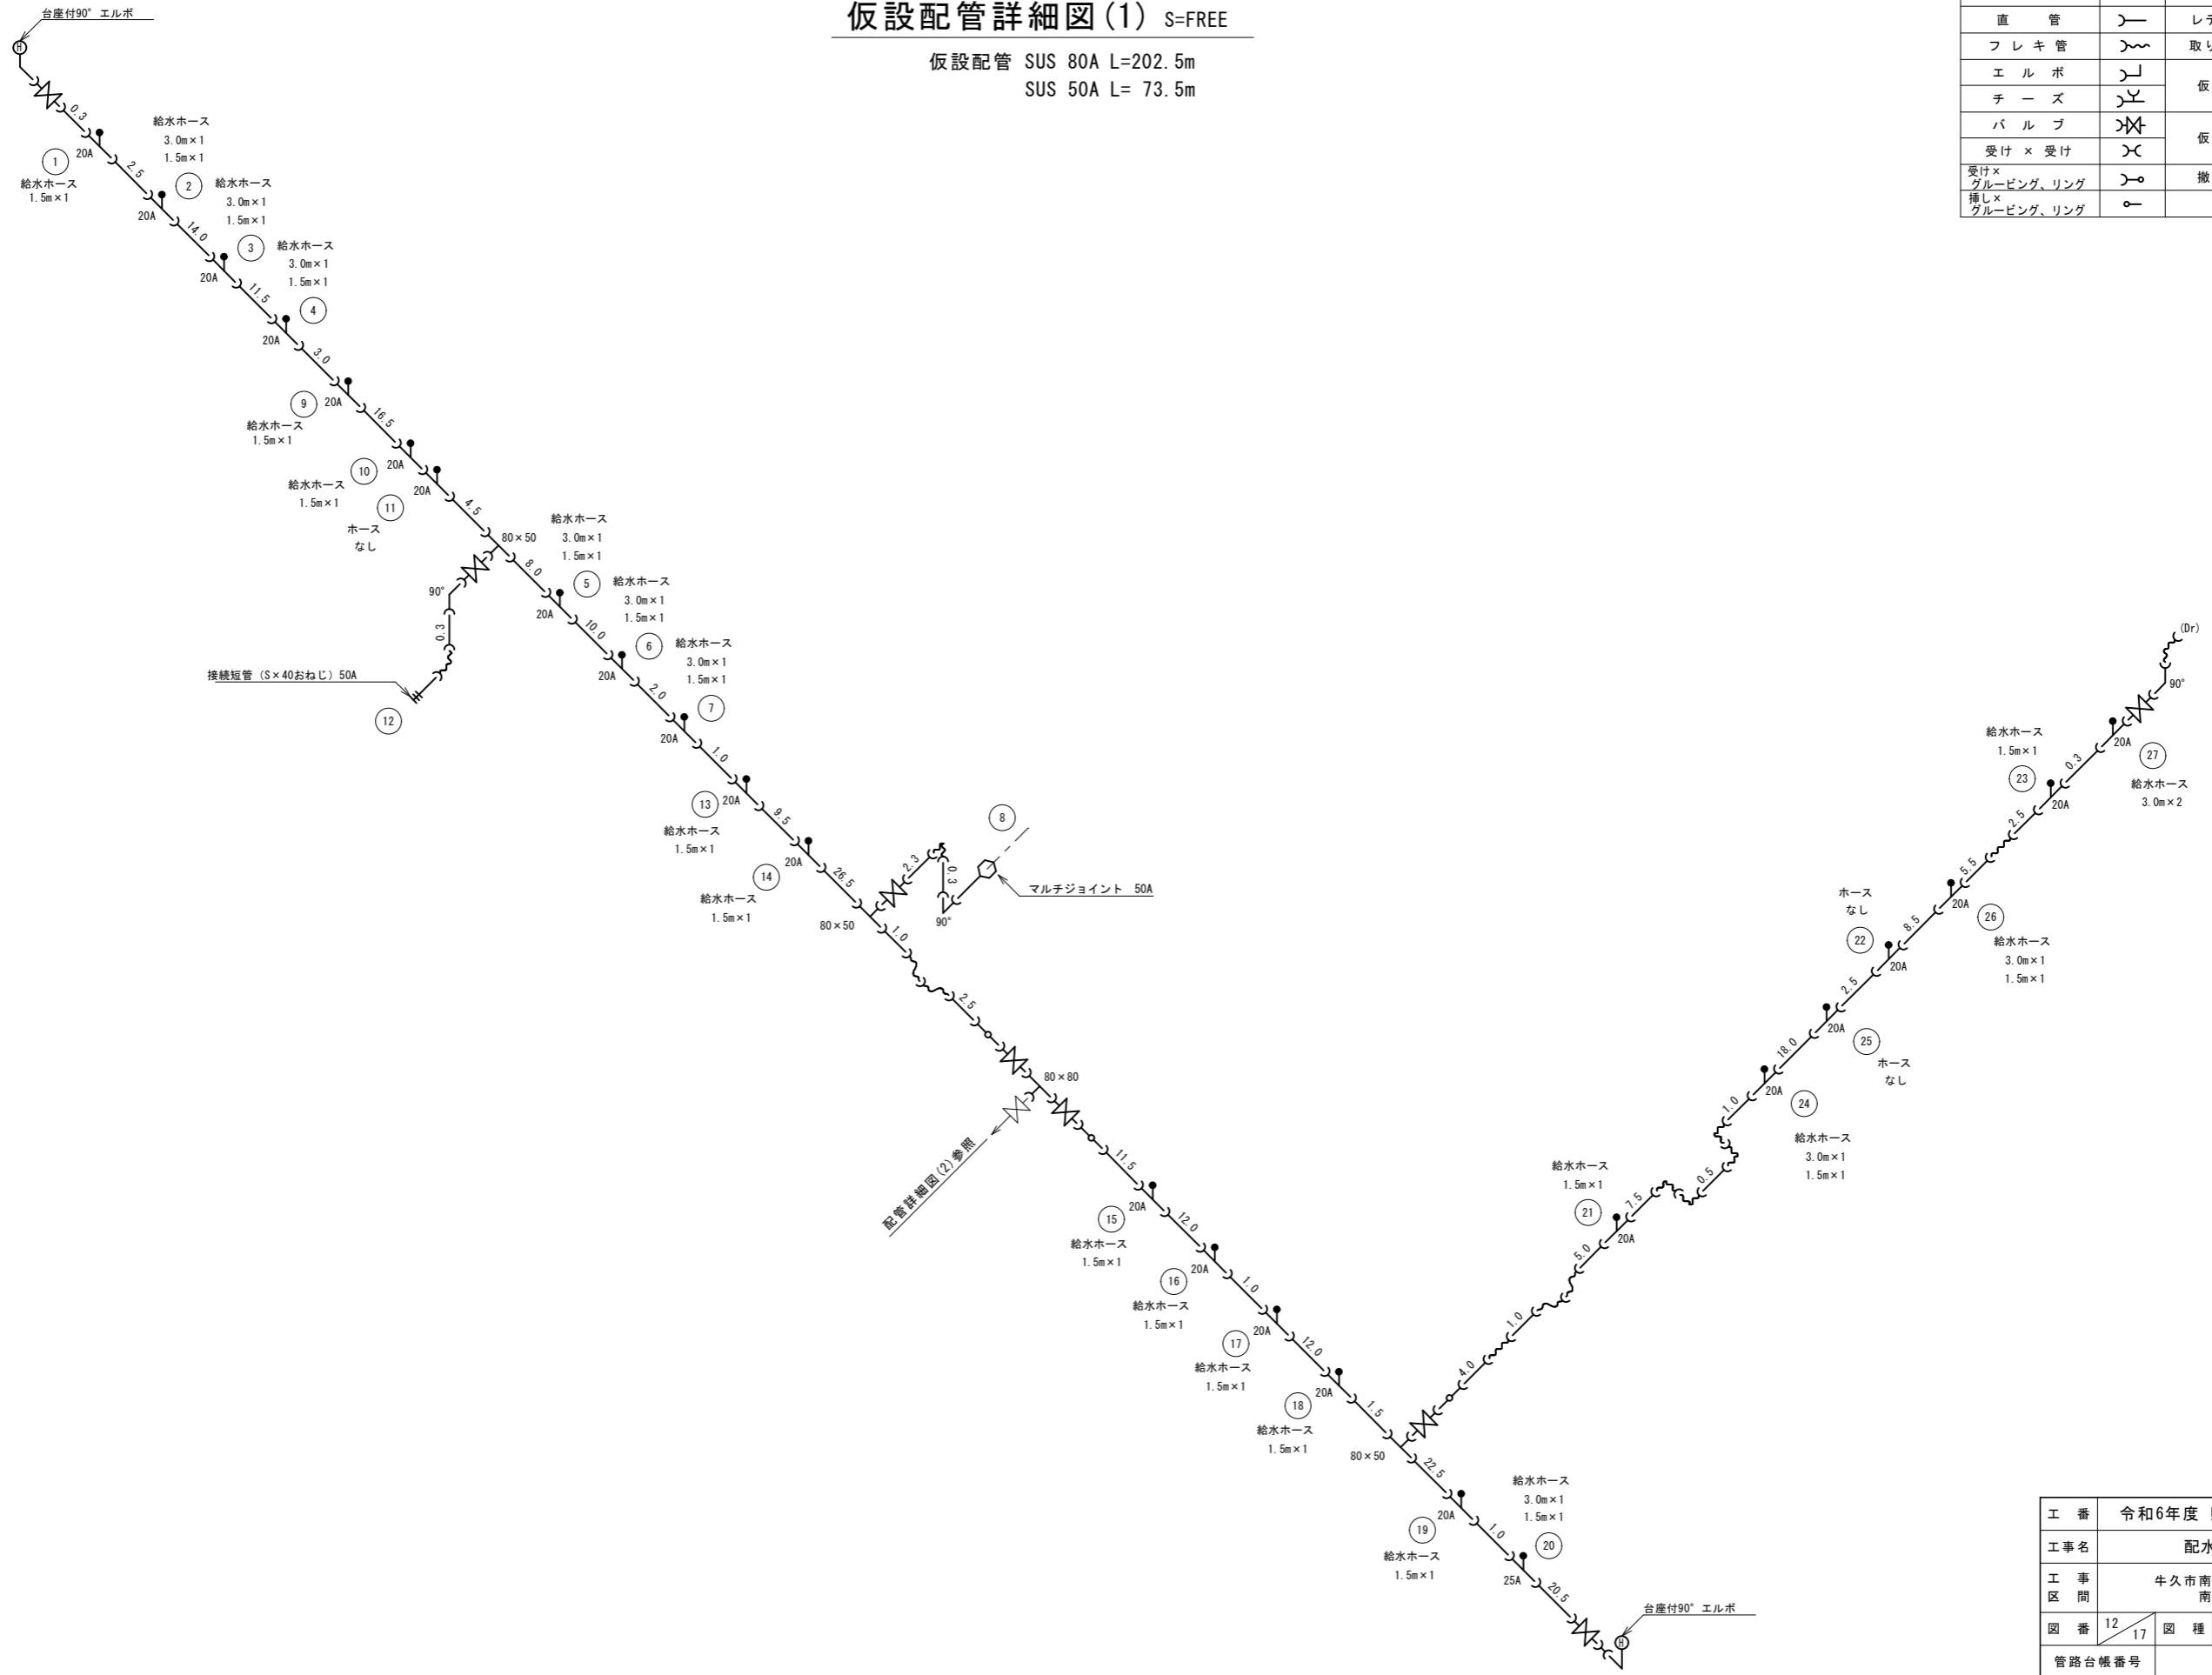 仮設配管詳細図(1) S=FREE
仮設配管 SUS 80A L=202.5m
SUS 50A L= 73.5m
台座付90° エルボ
H
0.3
20A
1
給水ホース
1.5m×1
2.5
給水ホース
3.0m×1
1.5m×1
2
20A
14.0
給水ホース
3.0m×1
1.5m×1
3
20A
11.5
給水ホース
3.0m×1
1.5m×1
4
20A
3.0
9
20A
給水ホース
1.5m×1
16.5
10
20A
給水ホース
1.5m×1
11
20A
ホース
なし
4.5
80×50
90°
0.3
接続短管（S×40おねじ）50A
12
8.0
給水ホース
3.0m×1
1.5m×1
5
20A
10.0
給水ホース
3.0m×1
1.5m×1
6
20A
2.0
給水ホース
3.0m×1
1.5m×1
7
20A
1.0
13
20A
給水ホース
1.5m×1
9.5
14
20A
給水ホース
1.5m×1
26.5
80×50
2.3
0.3
90°
8
マルチジョイント 50A
1.0
2.5
80×80
配管詳細図(2)参照
11.5
15
20A
給水ホース
1.5m×1
12.0
16
20A
給水ホース
1.5m×1
1.0
17
20A
給水ホース
1.5m×1
12.0
18
20A
給水ホース
1.5m×1
1.5
80×50
22.5
19
20A
給水ホース
1.5m×1
1.0
給水ホース
3.0m×1
1.5m×1
20
25A
20.5
台座付90° エルボ
H
4.0
1.0
5.0
給水ホース
1.5m×1
21
20A
7.5
0.5
1.0
20A
24
給水ホース
3.0m×1
1.5m×1
18.0
20A
25
ホース
なし
2.5
ホース
なし
22
20A
8.5
20A
26
給水ホース
3.0m×1
1.5m×1
5.5
2.5
給水ホース
1.5m×1
23
20A
0.3
20A
27
給水ホース
3.0m×2
90°
(Dr)
直 管
フレキ管 取り
エルボ 仮
チーズ
バルブ 仮
受け × 受け
受け×
グルービング、リング 撤
挿し×
グルービング、リング
工 番 令和6年度
工事名 配水
工 事 牛久市南
区 間 南
図 番 12/17 図 種
管路台帳番号